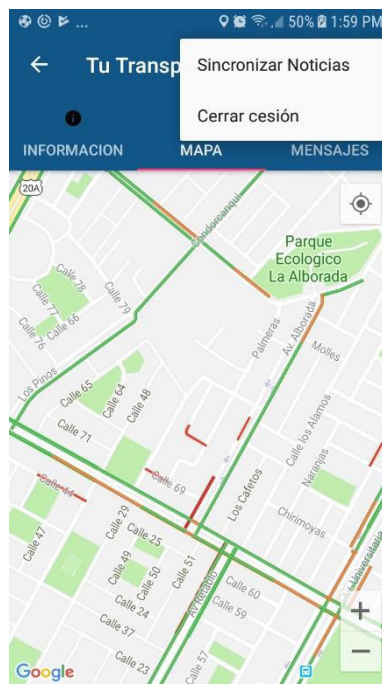 ... 50% 1:59 PM
Tu Transp
Sincronizar Noticias
Cerrar cesión
INFORMACION MAPA MENSAJES
20A
Condorcanqui
Parque
Ecologico
La Alborada
Calle 78
Calle 79
Calle 77
Calle 66
Calle 76
Palmeras
Av. Alborada
Molles
Los Pinos
Calle 65
Calle 64
Calle 48
Calle los Alamos
Calle 71
Naranjas
Calle 69
Calle 44
Los Cafetos
Chirimoyas
Calle 29
Calle 25
Calle 47
Calle 49
Calle 50
Calle 51
Av Retablo
Calle 60
Calle 59
Universitaria
Calle 24
Calle 37
Calle 23
Calle 57
+
−
Google